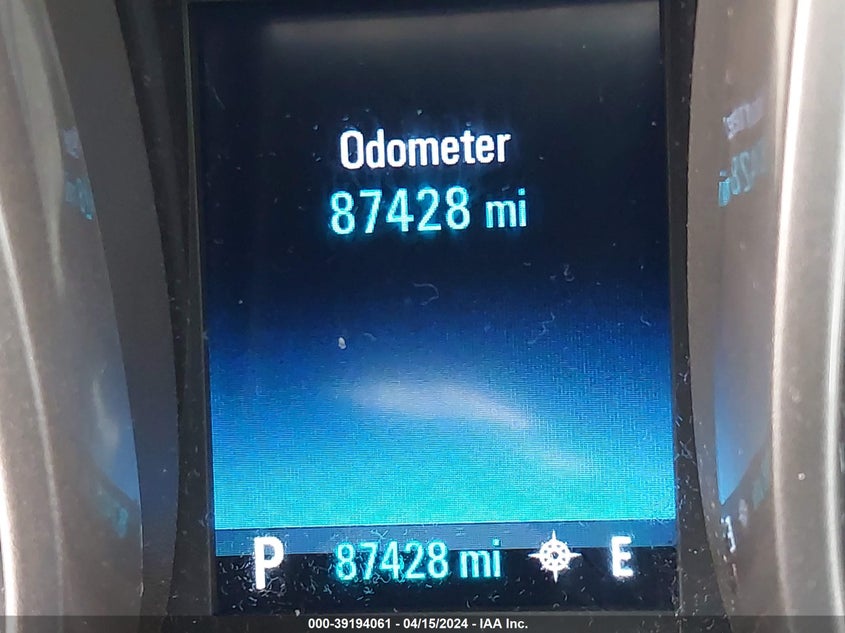 Odometer
87428 mi
P 87428 mi E
000-39194061 - 04/15/2024 - IAA Inc.